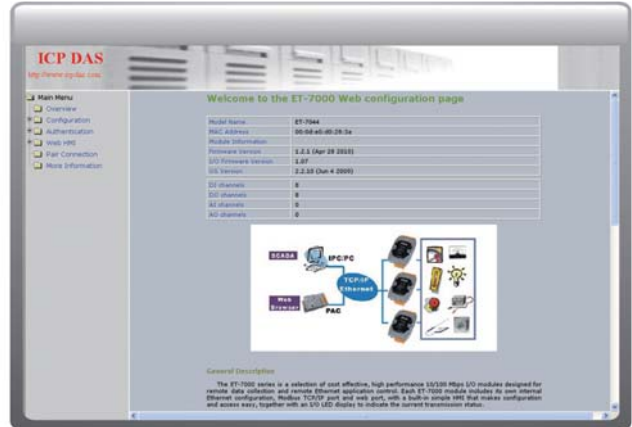 ICP DAS
http://www.icpdas.com
Main Menu
Overview
Configuration
Authentication
Web HMI
Pair Connection
More Information
Welcome to the ET-7000 Web configuration page
Model Name ET-7044
MAC Address 00:0d:e0:d0:29:3a
Module Information
Firmware Version 1.2.1 (Apr 28 2010)
I/O Firmware Version 1.07
OS Version 2.2.10 (Jun 4 2009)
DI channels 8
DO channels 8
AI channels 0
AO channels 0
SCADA
IPC/PC
TCP/IP
Ethernet
Web
Browser
PAC
General Description
The ET-7000 series is a selection of cost effective, high performance 10/100 Mbps I/O modules designed for
remote data collection and remote Ethernet application control. Each ET-7000 module includes its own internal
Ethernet configuration, Modbus TCP/IP port and web port, with a built-in simple HMI that makes configuration
and access easy, together with an I/O LED display to indicate the current transmission status.